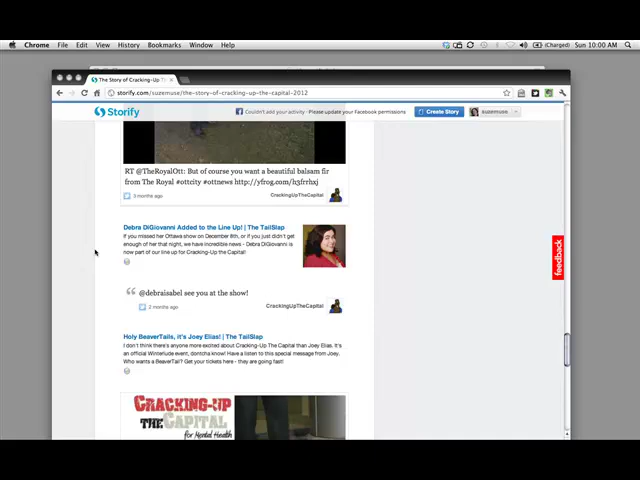 Chrome File Edit View History Bookmarks Window Help (Charged) Sun 10:00 AM
The Story of Cracking-Up Th
storify.com/suzemuse/the-story-of-cracking-up-the-capital-2012
Storify Couldn't add your activity - Please update your Facebook permissions Create Story suzemuse
RT @TheRoyalOtt: But of course you want a beautiful balsam fir
from The Royal #ottcity #ottnews http://yfrog.com/h3frrhxj
3 months ago CrackingUpTheCapital
Debra DiGiovanni Added to the Line Up! | The TailSlap
If you missed her Ottawa show on December 8th, or if you just didn't get
enough of her that night, we have incredible news - Debra DiGiovanni is
now part of our line up for Cracking-Up the Capital!
feedback
@debraisabel see you at the show!
2 months ago CrackingUpTheCapital
Holy BeaverTails, it's Joey Elias! | The TailSlap
I don't think there's anyone more excited about Cracking-Up The Capital than Joey Elias. It's
an official Winterlude event, dontcha know! Have a listen to this special message from Joey.
Who wants a BeaverTail? Get your tickets here - they are going fast!
CRACKING-UP
THE CAPITAL
for Mental Health